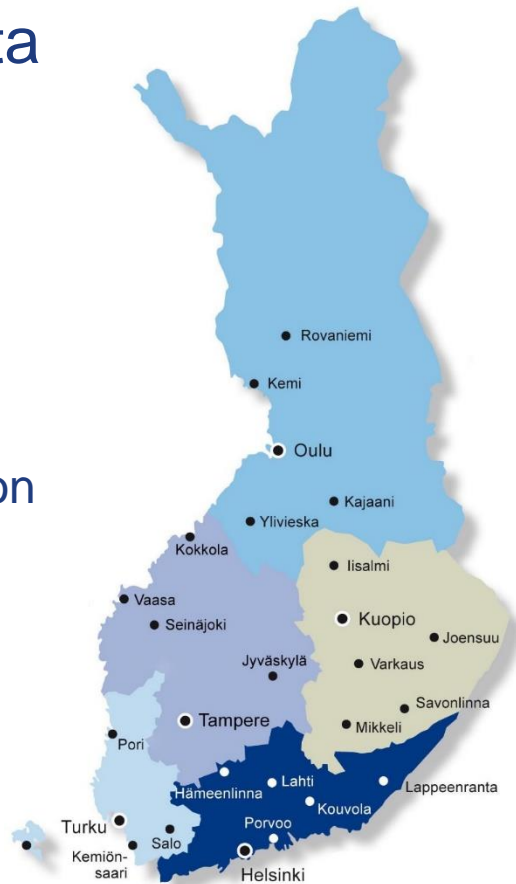 ta
on
Rovaniemi
Kemi
Oulu
Kajaani
Ylivieska
Kokkola
Iisalmi
Vaasa
Kuopio
Seinäjoki
Joensuu
Jyväskylä
Varkaus
Savonlinna
Tampere
Mikkeli
Pori
Lahti
Lappeenranta
Hämeenlinna
Kouvola
Turku
Porvoo
Salo
Kemiön-
saari
Helsinki